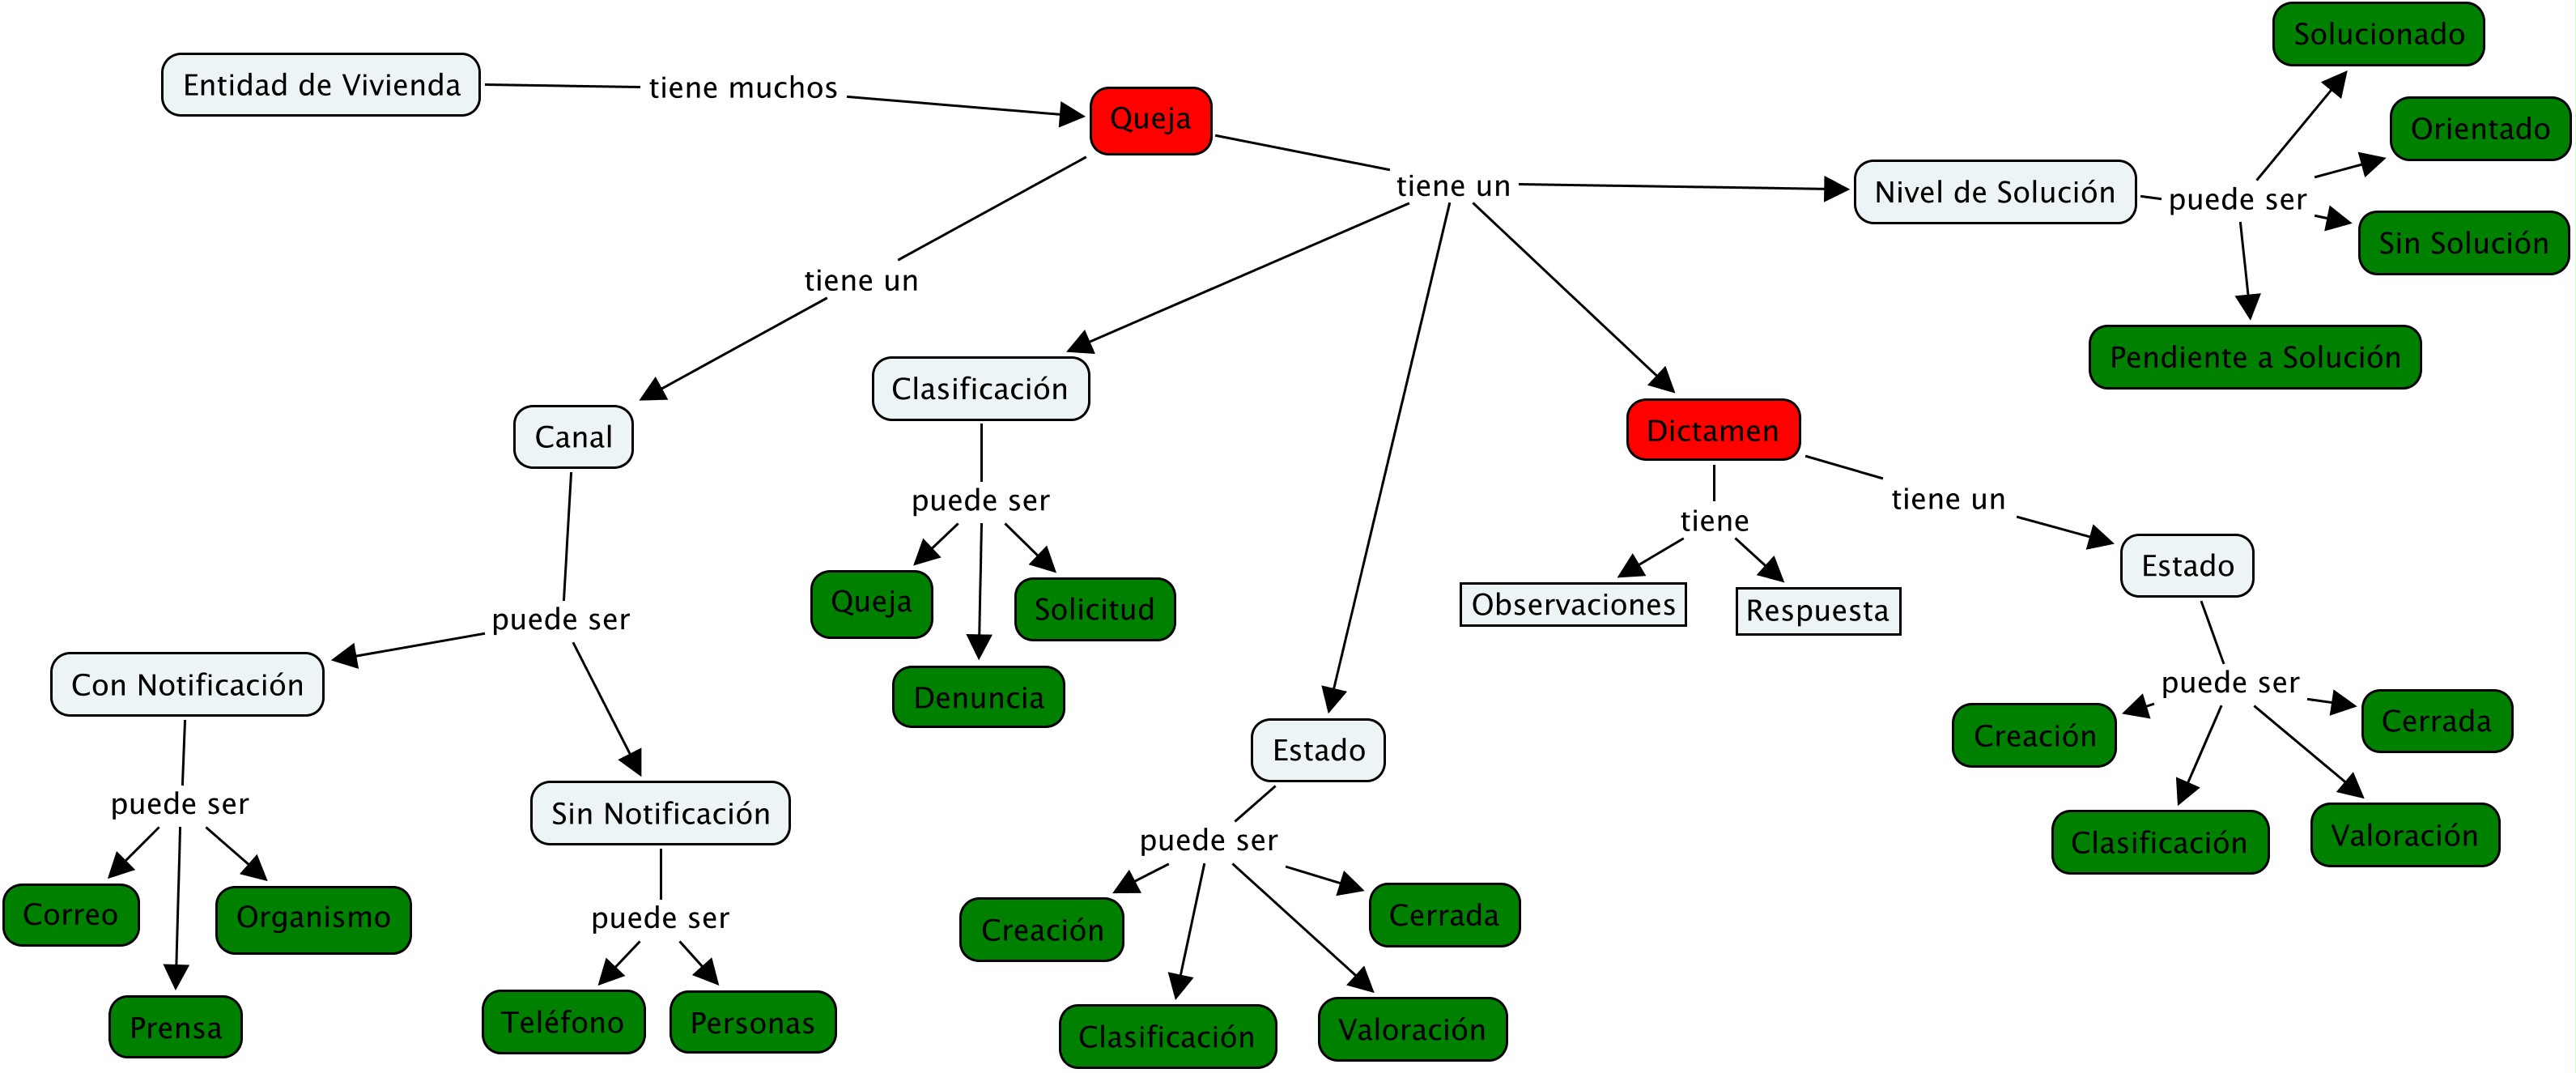 Solucionado
Entidad de Vivienda
tiene muchos
Queja
Orientado
tiene un
Nivel de Solución
puede ser
Sin Solución
tiene un
Pendiente a Solución
Clasificación
Canal
Dictamen
puede ser
tiene un
tiene
Estado
Queja
Solicitud
Observaciones
Respuesta
puede ser
Con Notificación
Denuncia
puede ser
Creación
Cerrada
Estado
Sin Notificación
Clasificación
Valoración
puede ser
puede ser
Correo
Organismo
puede ser
Creación
Cerrada
Prensa
Teléfono
Personas
Clasificación
Valoración